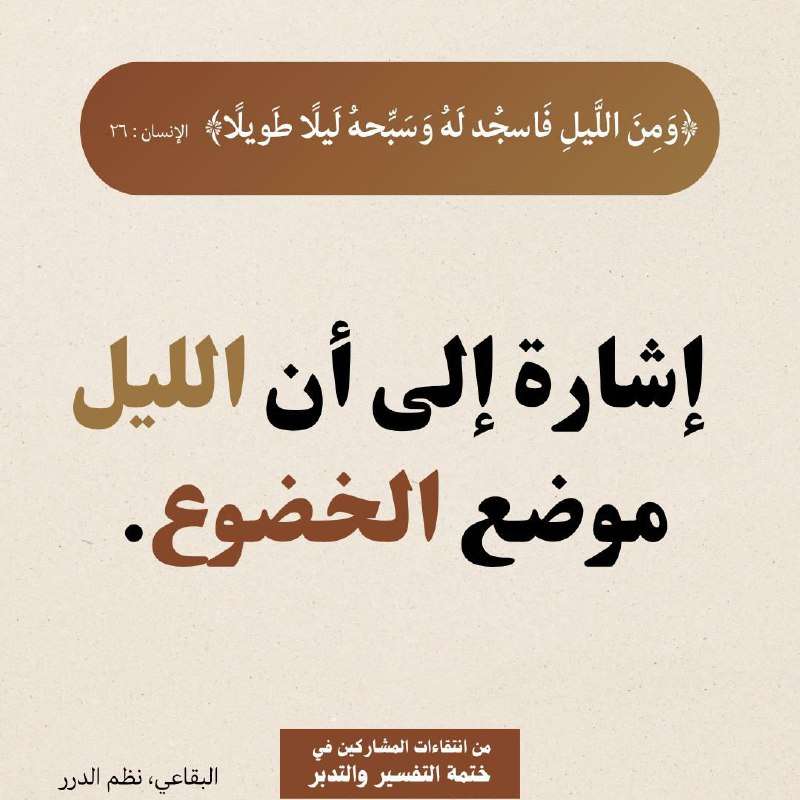 ﴿وَمِنَ اللَّيلِ فَاسجُد لَهُ وَسَبِّحهُ لَيلًا طَويلًا﴾ الإنسان : ٢٦
إشارة إلى أن الليل
موضع الخضوع.
من انتقاءات المشاركين في
ختمة التفسير والتدبر
البقاعي، نظم الدرر